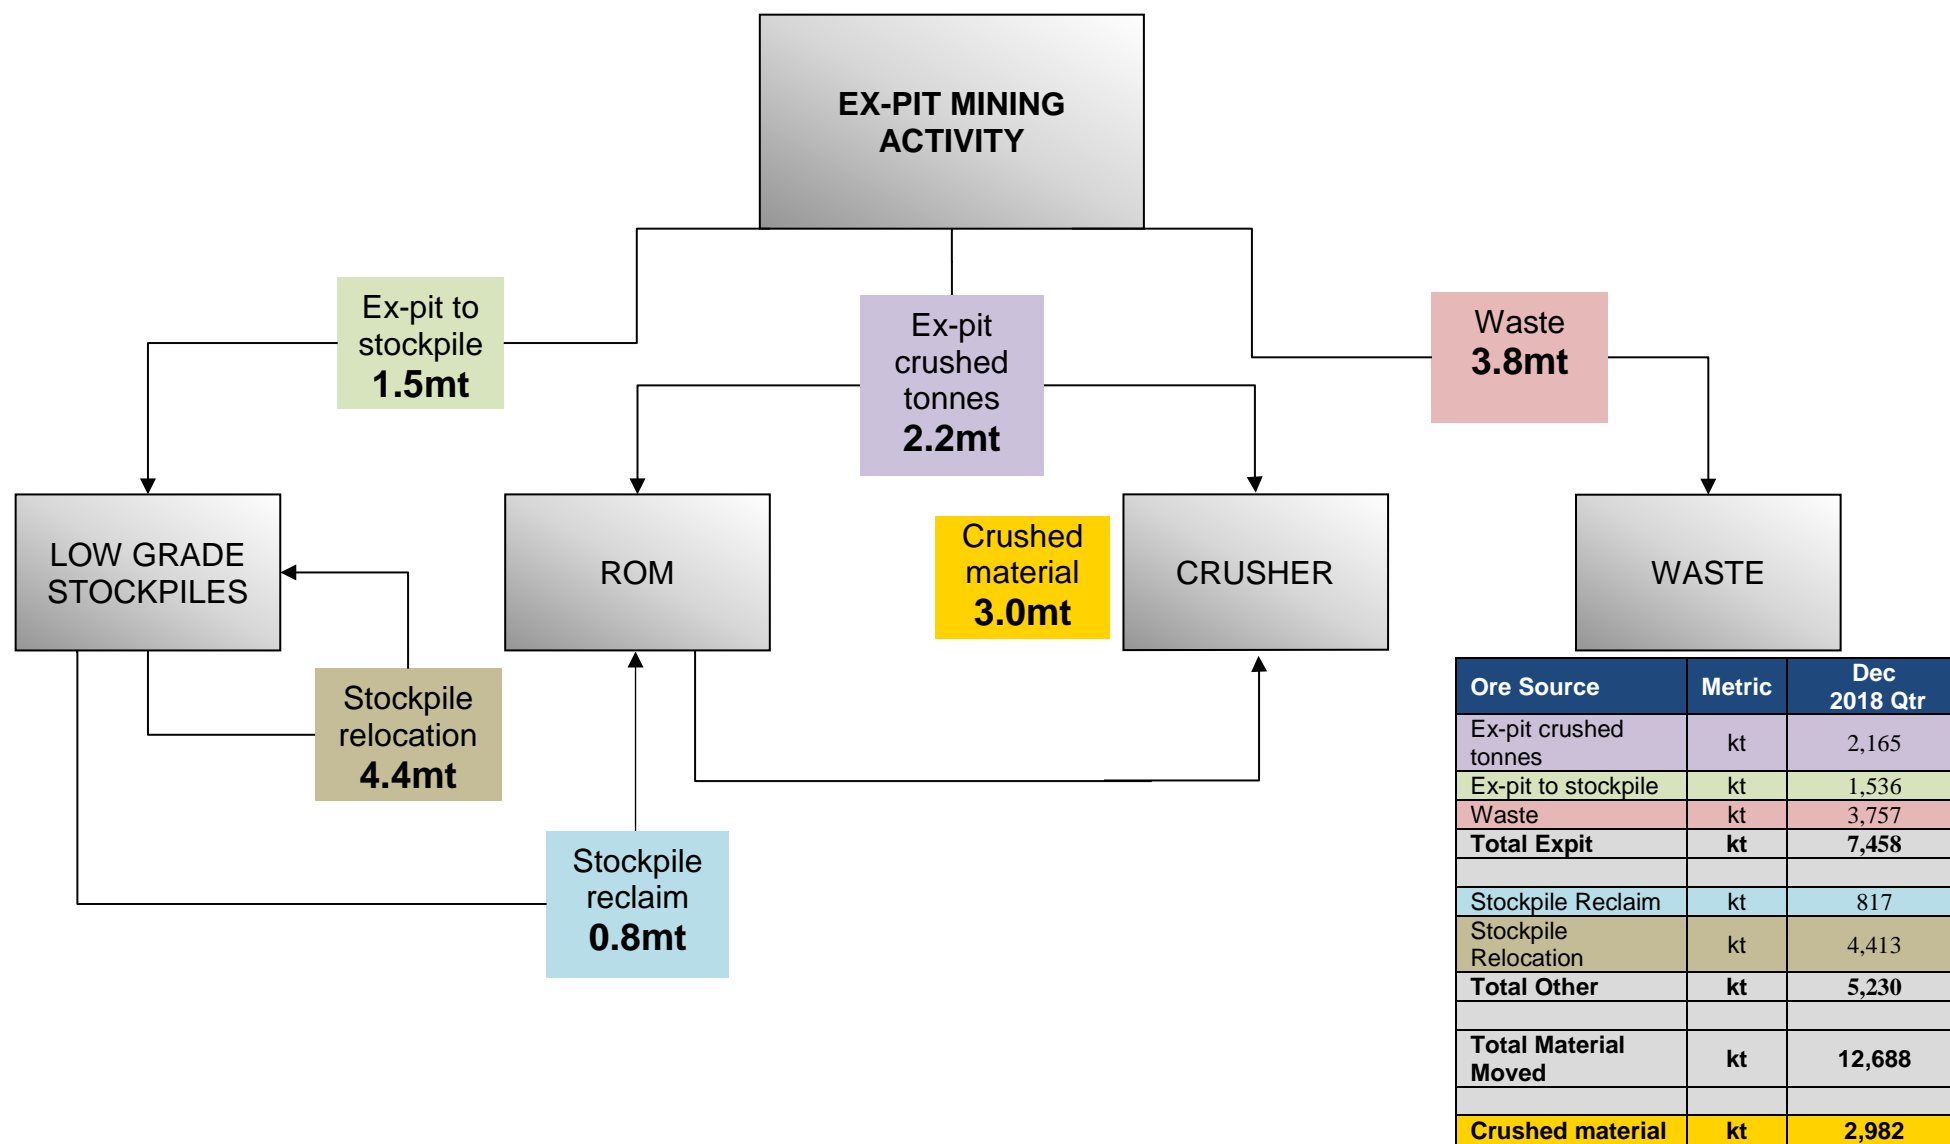 EX-PIT MINING
ACTIVITY
Ex-pit to
stockpile
1.5mt
Ex-pit
crushed
tonnes
2.2mt
Waste
3.8mt
LOW GRADE
STOCKPILES
ROM
Crushed
material
3.0mt
CRUSHER
WASTE
Stockpile
relocation
4.4mt
Stockpile
reclaim
0.8mt
Ore Source Metric Dec
2018 Qtr
Ex-pit crushed
tonnes kt 2,165
Ex-pit to stockpile kt 1,536
Waste kt 3,757
Total Expit kt 7,458
Stockpile Reclaim kt 817
Stockpile
Relocation kt 4,413
Total Other kt 5,230
Total Material
Moved kt 12,688
Crushed material kt 2,982